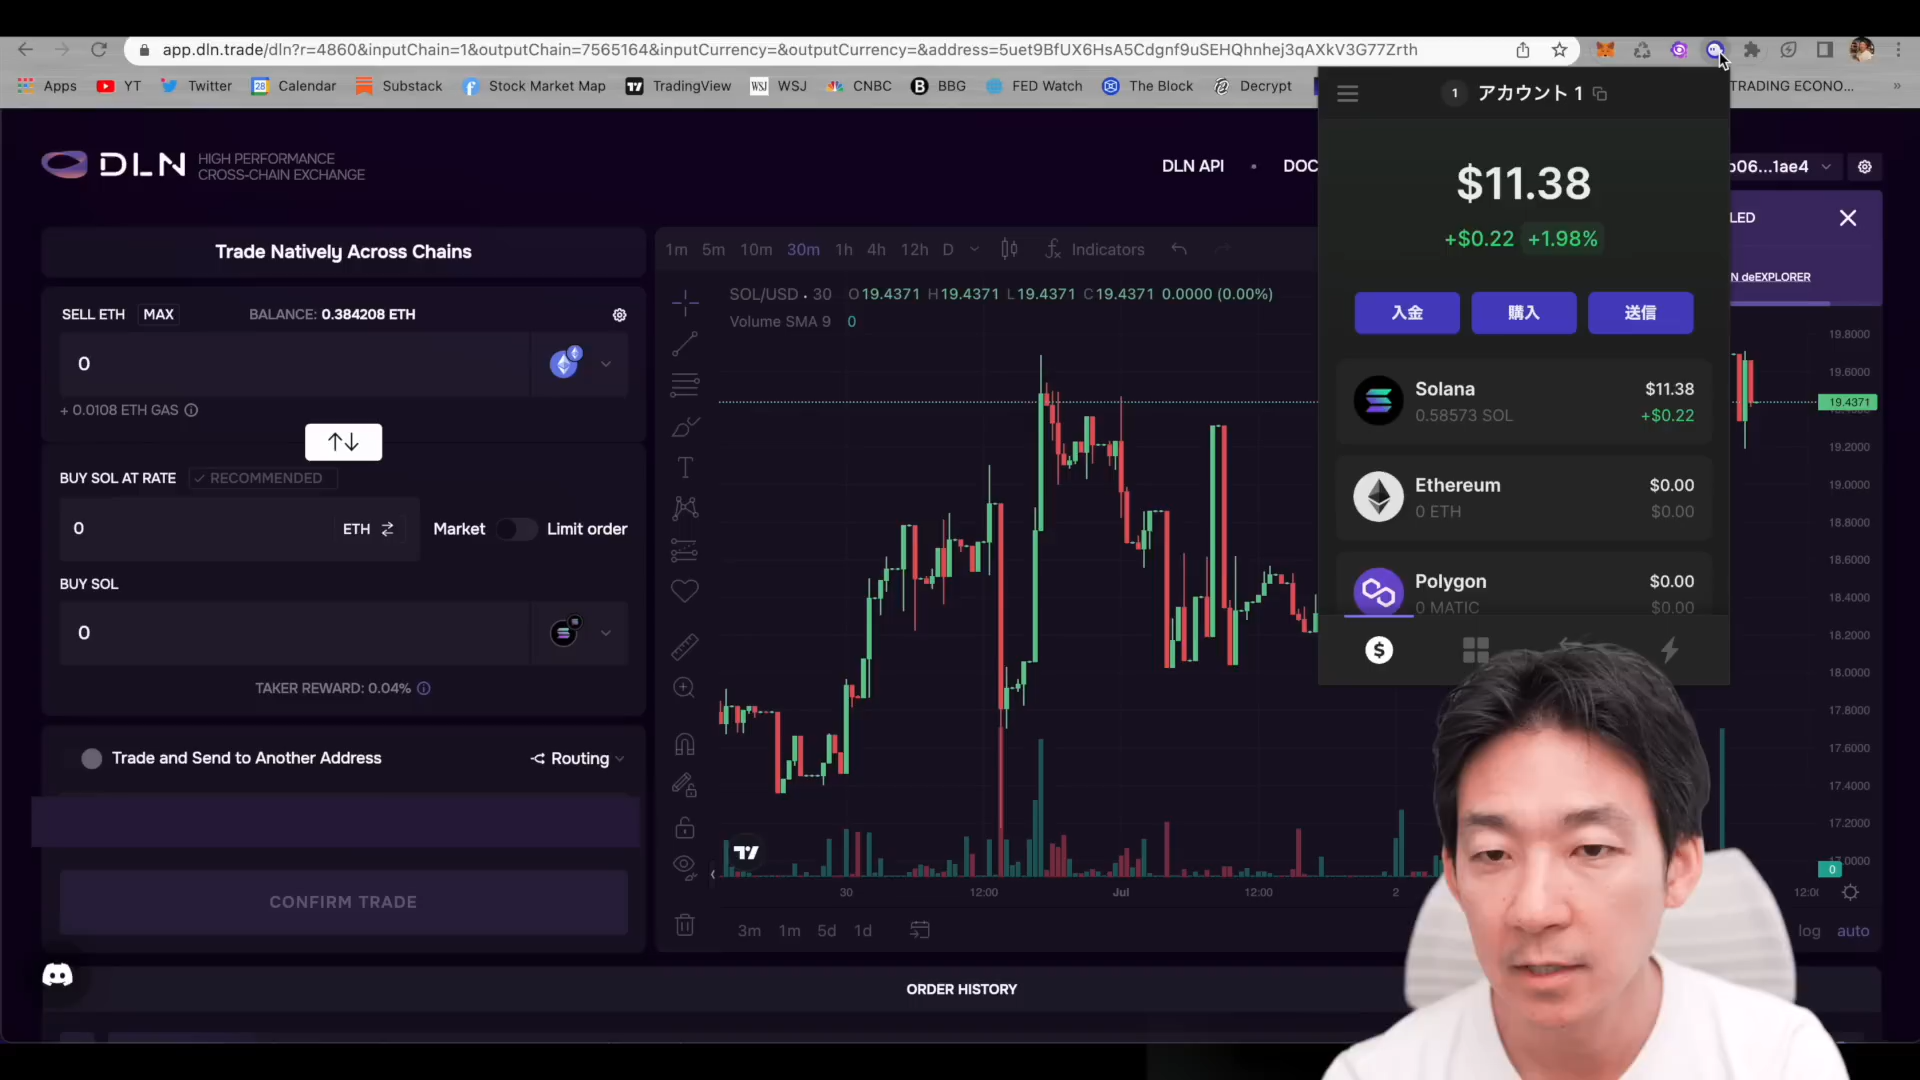 app.dln.trade/dln?r=4860&inputChain=1&outputChain=7565164&inputCurrency=&outputCurrency=&address=5uet9BfUX6HsA5Cdgnf9uSEHQhnhej3qAXkV3G77Zrth
Apps YT Twitter 28 Calendar Substack Stock Market Map TradingView WSJ WSJ CNBC B BBG FED Watch The Block Decrypt TRADING ECONO... »
1 アカウント 1
DLN HIGH PERFORMANCE
CROSS-CHAIN EXCHANGE
DLN API • DOC
06...1ae4
$11.38
+$0.22 +1.98%
LED
N deEXPLORER
入金 購入 送信
Solana $11.38
0.58573 SOL +$0.22
Ethereum $0.00
0 ETH $0.00
Polygon $0.00
0 MATIC $0.00
Trade Natively Across Chains
SELL ETH MAX BALANCE: 0.384208 ETH
0
+ 0.0108 ETH GAS
BUY SOL AT RATE RECOMMENDED
0 ETH Market Limit order
BUY SOL
0
TAKER REWARD: 0.04%
Trade and Send to Another Address Routing
CONFIRM TRADE
1m 5m 10m 30m 1h 4h 12h D Indicators
SOL/USD • 30 O19.4371 H19.4371 L19.4371 C19.4371 0.0000 (0.00%)
Volume SMA 9 0
19.8000
19.6000
19.4371
19.2000
19.0000
18.8000
18.6000
18.4000
18.2000
18.0000
17.8000
17.6000
17.4000
17.2000
0
30 12:00 Jul 12:00 2
3m 1m 5d 1d log auto
ORDER HISTORY